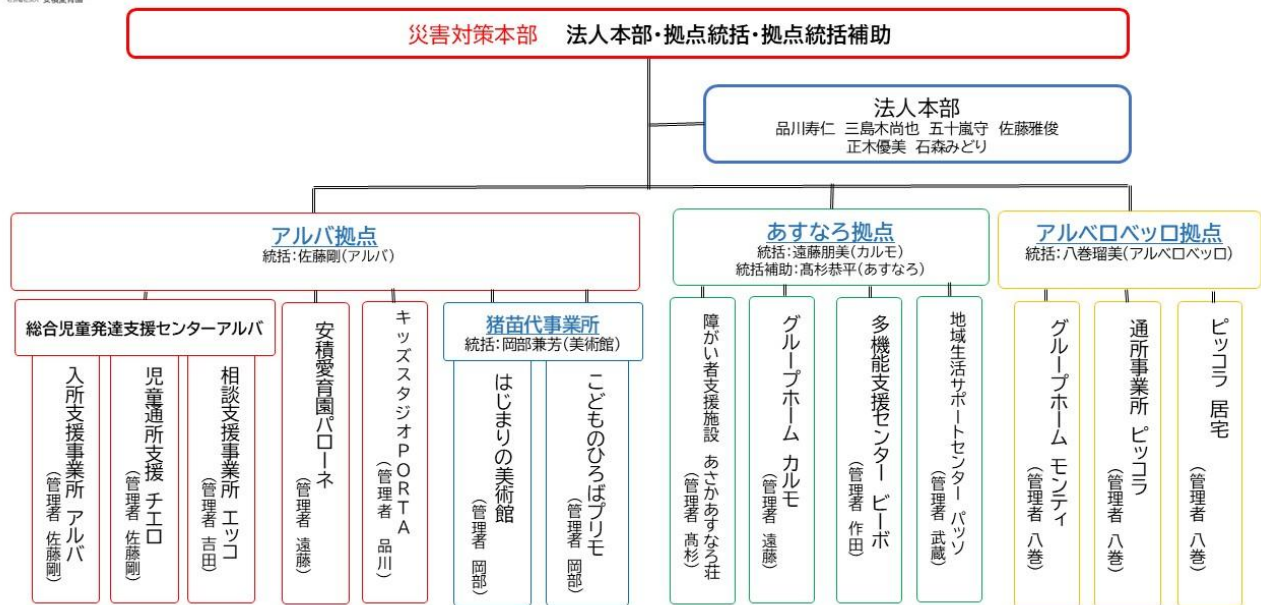 安積愛育園
災害対策本部 法人本部・拠点統括・拠点統括補助
法人本部
品川寿仁 三島木尚也 五十嵐守 佐藤雅俊
正木優美 石森みどり
アルバ拠点
統括：佐藤剛（アルバ）
総合児童発達支援センターアルバ
入所支援事業所 アルバ
（管理者 佐藤剛）
児童通所支援 チエロ
（管理者 佐藤剛）
相談支援事業所 エッコ
（管理者 吉田）
安積愛育園パローネ
（管理者 遠藤）
キッズスタジオPORTA
（管理者 品川）
猪苗代事業所
統括：岡部兼芳（美術館）
はじまりの美術館
（管理者 岡部）
こどものひろばプリモ
（管理者 岡部）
あすなろ拠点
統括：遠藤朋美（カルモ）
統括補助：髙杉恭平（あすなろ）
障がい者支援施設 あさかあすなろ荘
（管理者 髙杉）
グループホーム カルモ
（管理者 遠藤）
多機能支援センター ビーボ
（管理者 作田）
地域生活サポートセンター パッソ
（管理者 武蔵）
アルベロベッロ拠点
統括：八巻瑠美（アルベロベッロ）
グループホーム モンティ
（管理者 八巻）
通所事業所 ピッコラ
（管理者 八巻）
ピッコラ 居宅
（管理者 八巻）